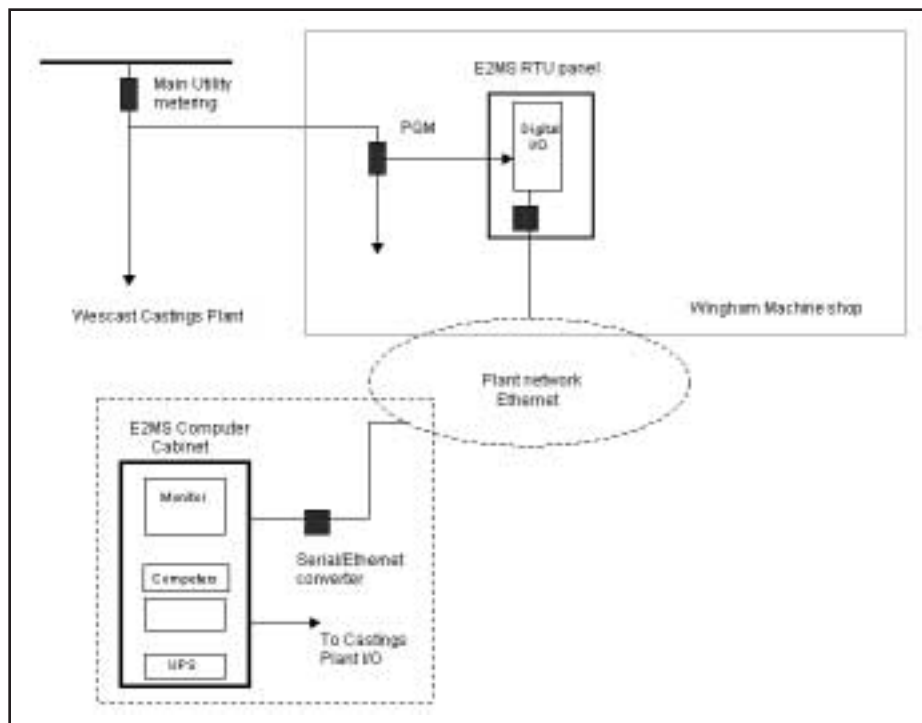 E2MS RTU panel
Main Utility
metering
PGM
Digital
I/O
Wescast Castings Plant
Wingham Machine shop
Plant network
Ethernet
E2MS Computer
Cabinet
Monitor
Serial/Ethernet
converter
Computers
To Castings
Plant I/O
UPS